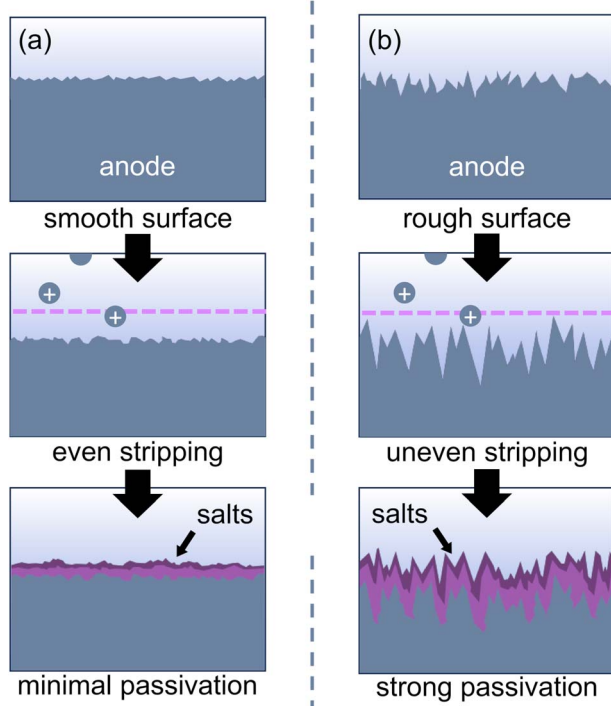 (a)
anode
smooth surface
+
+
even stripping
salts
minimal passivation
(b)
anode
rough surface
+
+
uneven stripping
salts
strong passivation